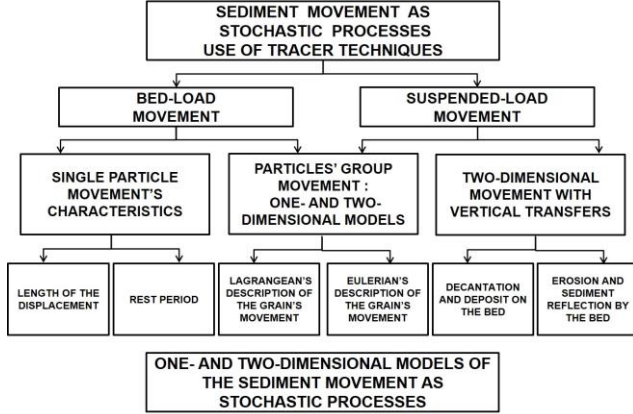 SEDIMENT MOVEMENT AS
STOCHASTIC PROCESSES
USE OF TRACER TECHNIQUES
BED-LOAD
MOVEMENT
SUSPENDED-LOAD
MOVEMENT
SINGLE PARTICLE
MOVEMENT'S
CHARACTERISTICS
PARTICLES' GROUP
MOVEMENT :
ONE- AND TWO-
DIMENSIONAL MODELS
TWO-DIMENSIONAL
MOVEMENT WITH
VERTICAL TRANSFERS
LENGTH OF THE
DISPLACEMENT
REST PERIOD
LAGRANGEAN'S
DESCRIPTION OF
THE GRAIN'S
MOVEMENT
EULERIAN'S
DESCRIPTION OF
THE GRAIN'S
MOVEMENT
DECANTATION
AND DEPOSIT ON
THE BED
EROSION AND
SEDIMENT
REFLECTION BY
THE BED
ONE- AND TWO-DIMENSIONAL MODELS OF
THE SEDIMENT MOVEMENT AS
STOCHASTIC PROCESSES